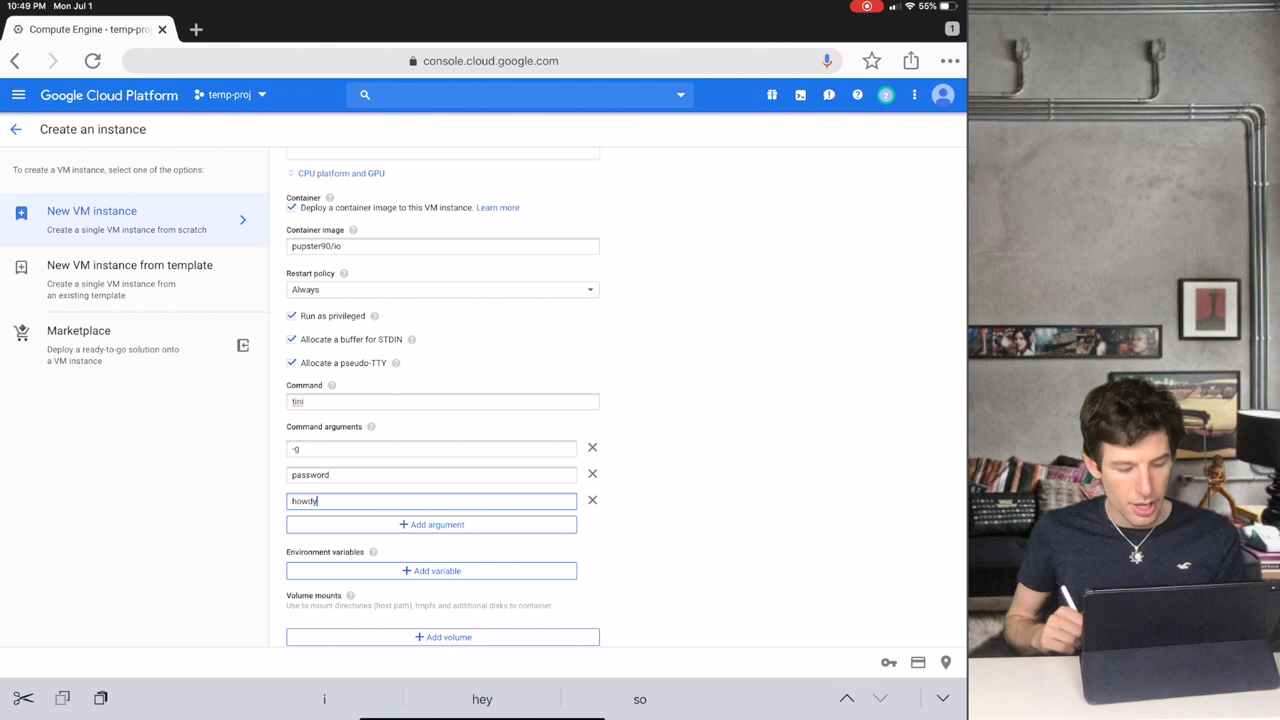 10:49 PM Mon Jul 1
55%
Compute Engine - temp-proj
1
console.cloud.google.com
Google Cloud Platform
temp-proj
2
Create an instance
To create a VM instance, select one of the options:
New VM instance
Create a single VM instance from scratch
New VM instance from template
Create a single VM instance from
an existing template
Marketplace
Deploy a ready-to-go solution onto
a VM instance
CPU platform and GPU
Container
Deploy a container image to this VM instance. Learn more
Container image
pupster90/io
Restart policy
Always
Run as privileged
Allocate a buffer for STDIN
Allocate a pseudo-TTY
Command
tini
Command arguments
-g
password
howdy
+ Add argument
Environment variables
+ Add variable
Volume mounts
Use to mount directories (host path), tmpfs and additional disks to container.
+ Add volume
i
hey
so